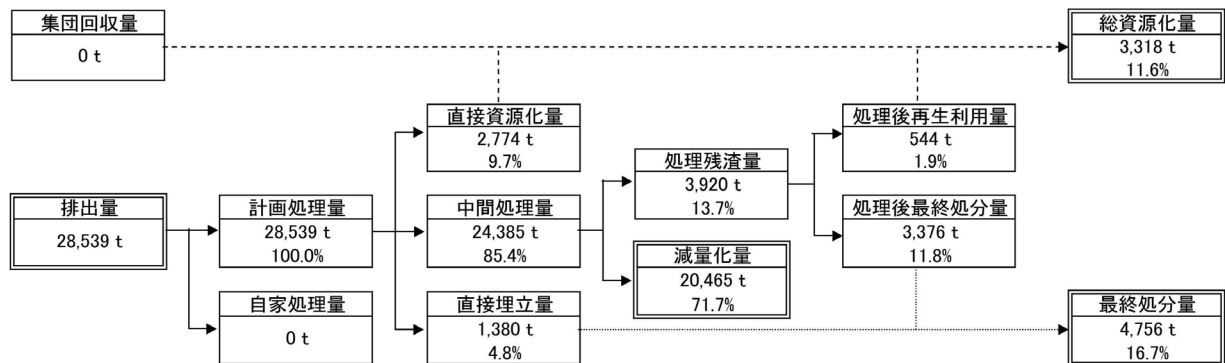 集団回収量
0 t
総資源化量
3,318 t
11.6%
直接資源化量
2,774 t
9.7%
処理後再生利用量
544 t
1.9%
処理残渣量
3,920 t
13.7%
排出量
28,539 t
計画処理量
28,539 t
100.0%
中間処理量
24,385 t
85.4%
処理後最終処分量
3,376 t
11.8%
減量化量
20,465 t
71.7%
自家処理量
0 t
直接埋立量
1,380 t
4.8%
最終処分量
4,756 t
16.7%